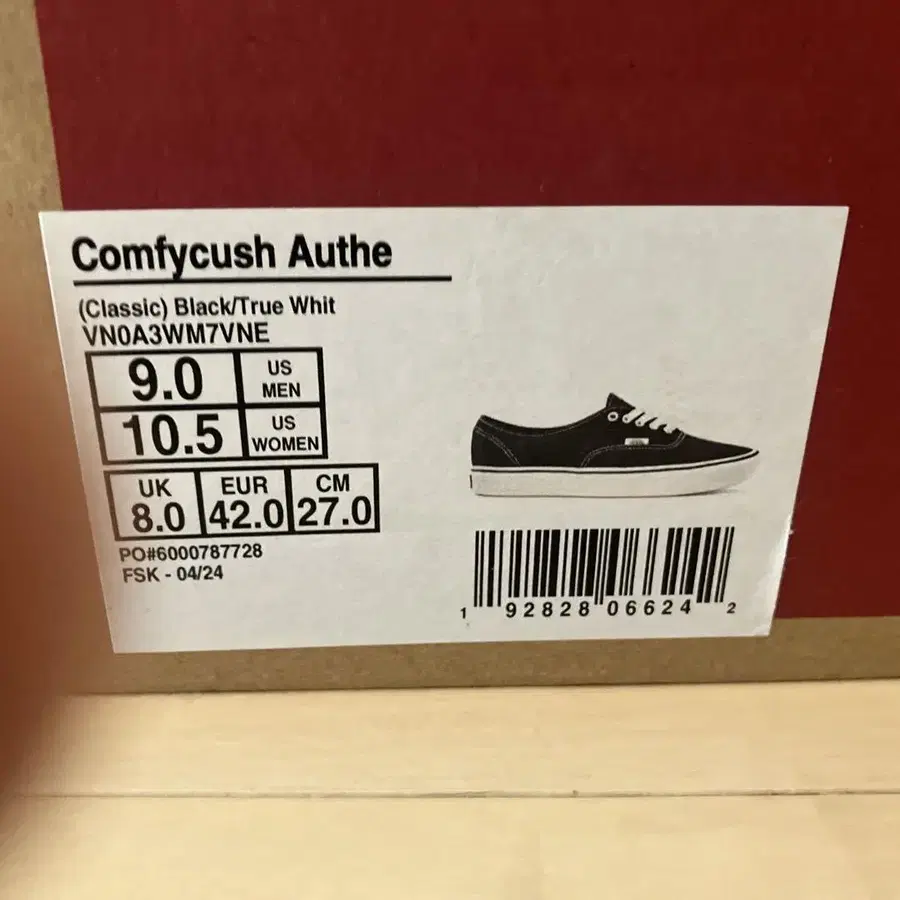 Comfycush Authe
(Classic) Black/True Whit
VN0A3WM7VNE
9.0 US MEN
10.5 US WOMEN
UK EUR CM
8.0 42.0 27.0
PO#6000787728
FSK - 04/24
1 92828 06624 2